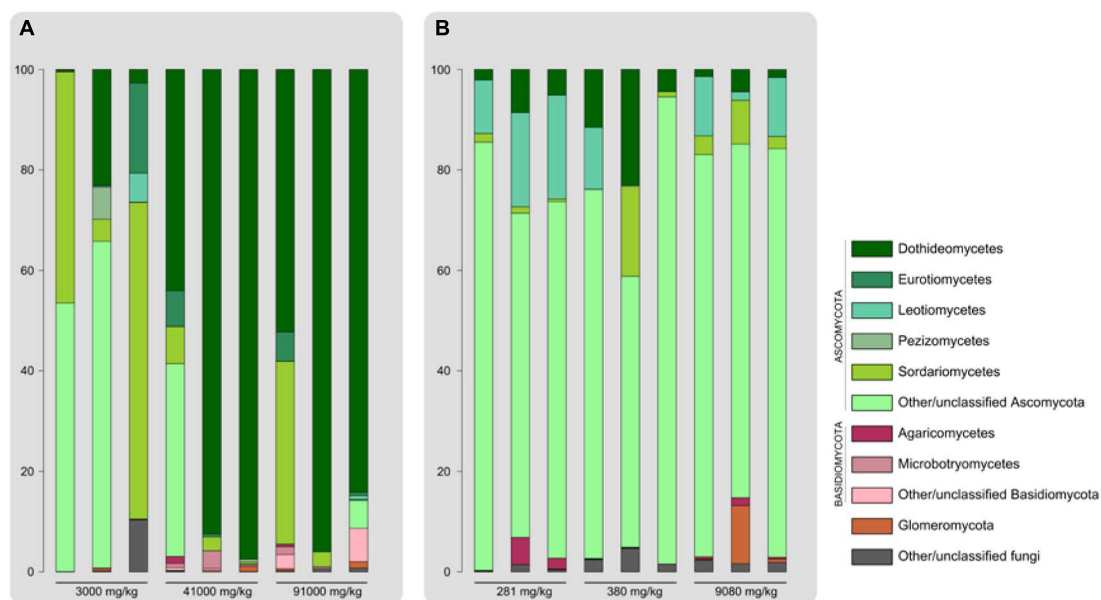 A
100
80
60
40
20
0
3000 mg/kg
41000 mg/kg
91000 mg/kg
B
100
80
60
40
20
0
281 mg/kg
380 mg/kg
9080 mg/kg
ASCOMYCOTA
Dothideomycetes
Eurotiomycetes
Leotiomycetes
Pezizomycetes
Sordariomycetes
Other/unclassified Ascomycota
BASIDIOMYCOTA
Agaricomycetes
Microbotryomycetes
Other/unclassified Basidiomycota
Glomeromycota
Other/unclassified fungi